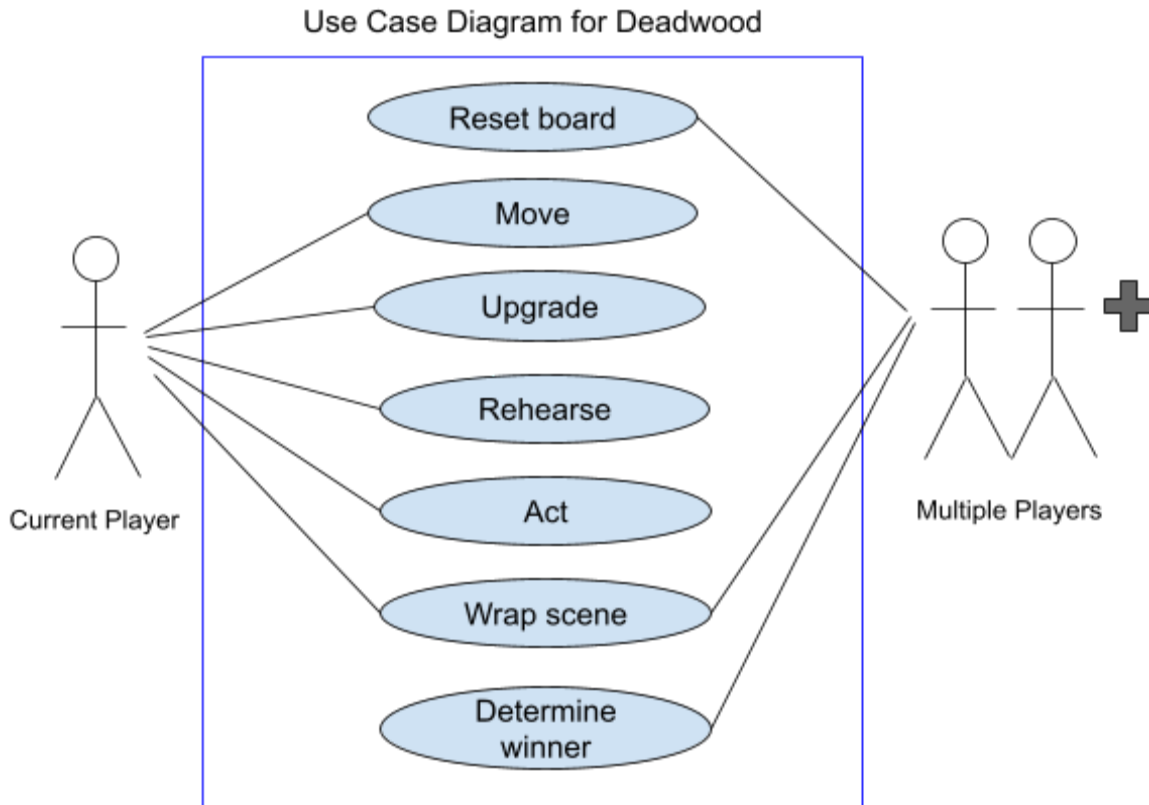 Use Case Diagram for Deadwood
Reset board
Move
Upgrade
Rehearse
Act
Wrap scene
Determine
winner
Current Player
Multiple Players